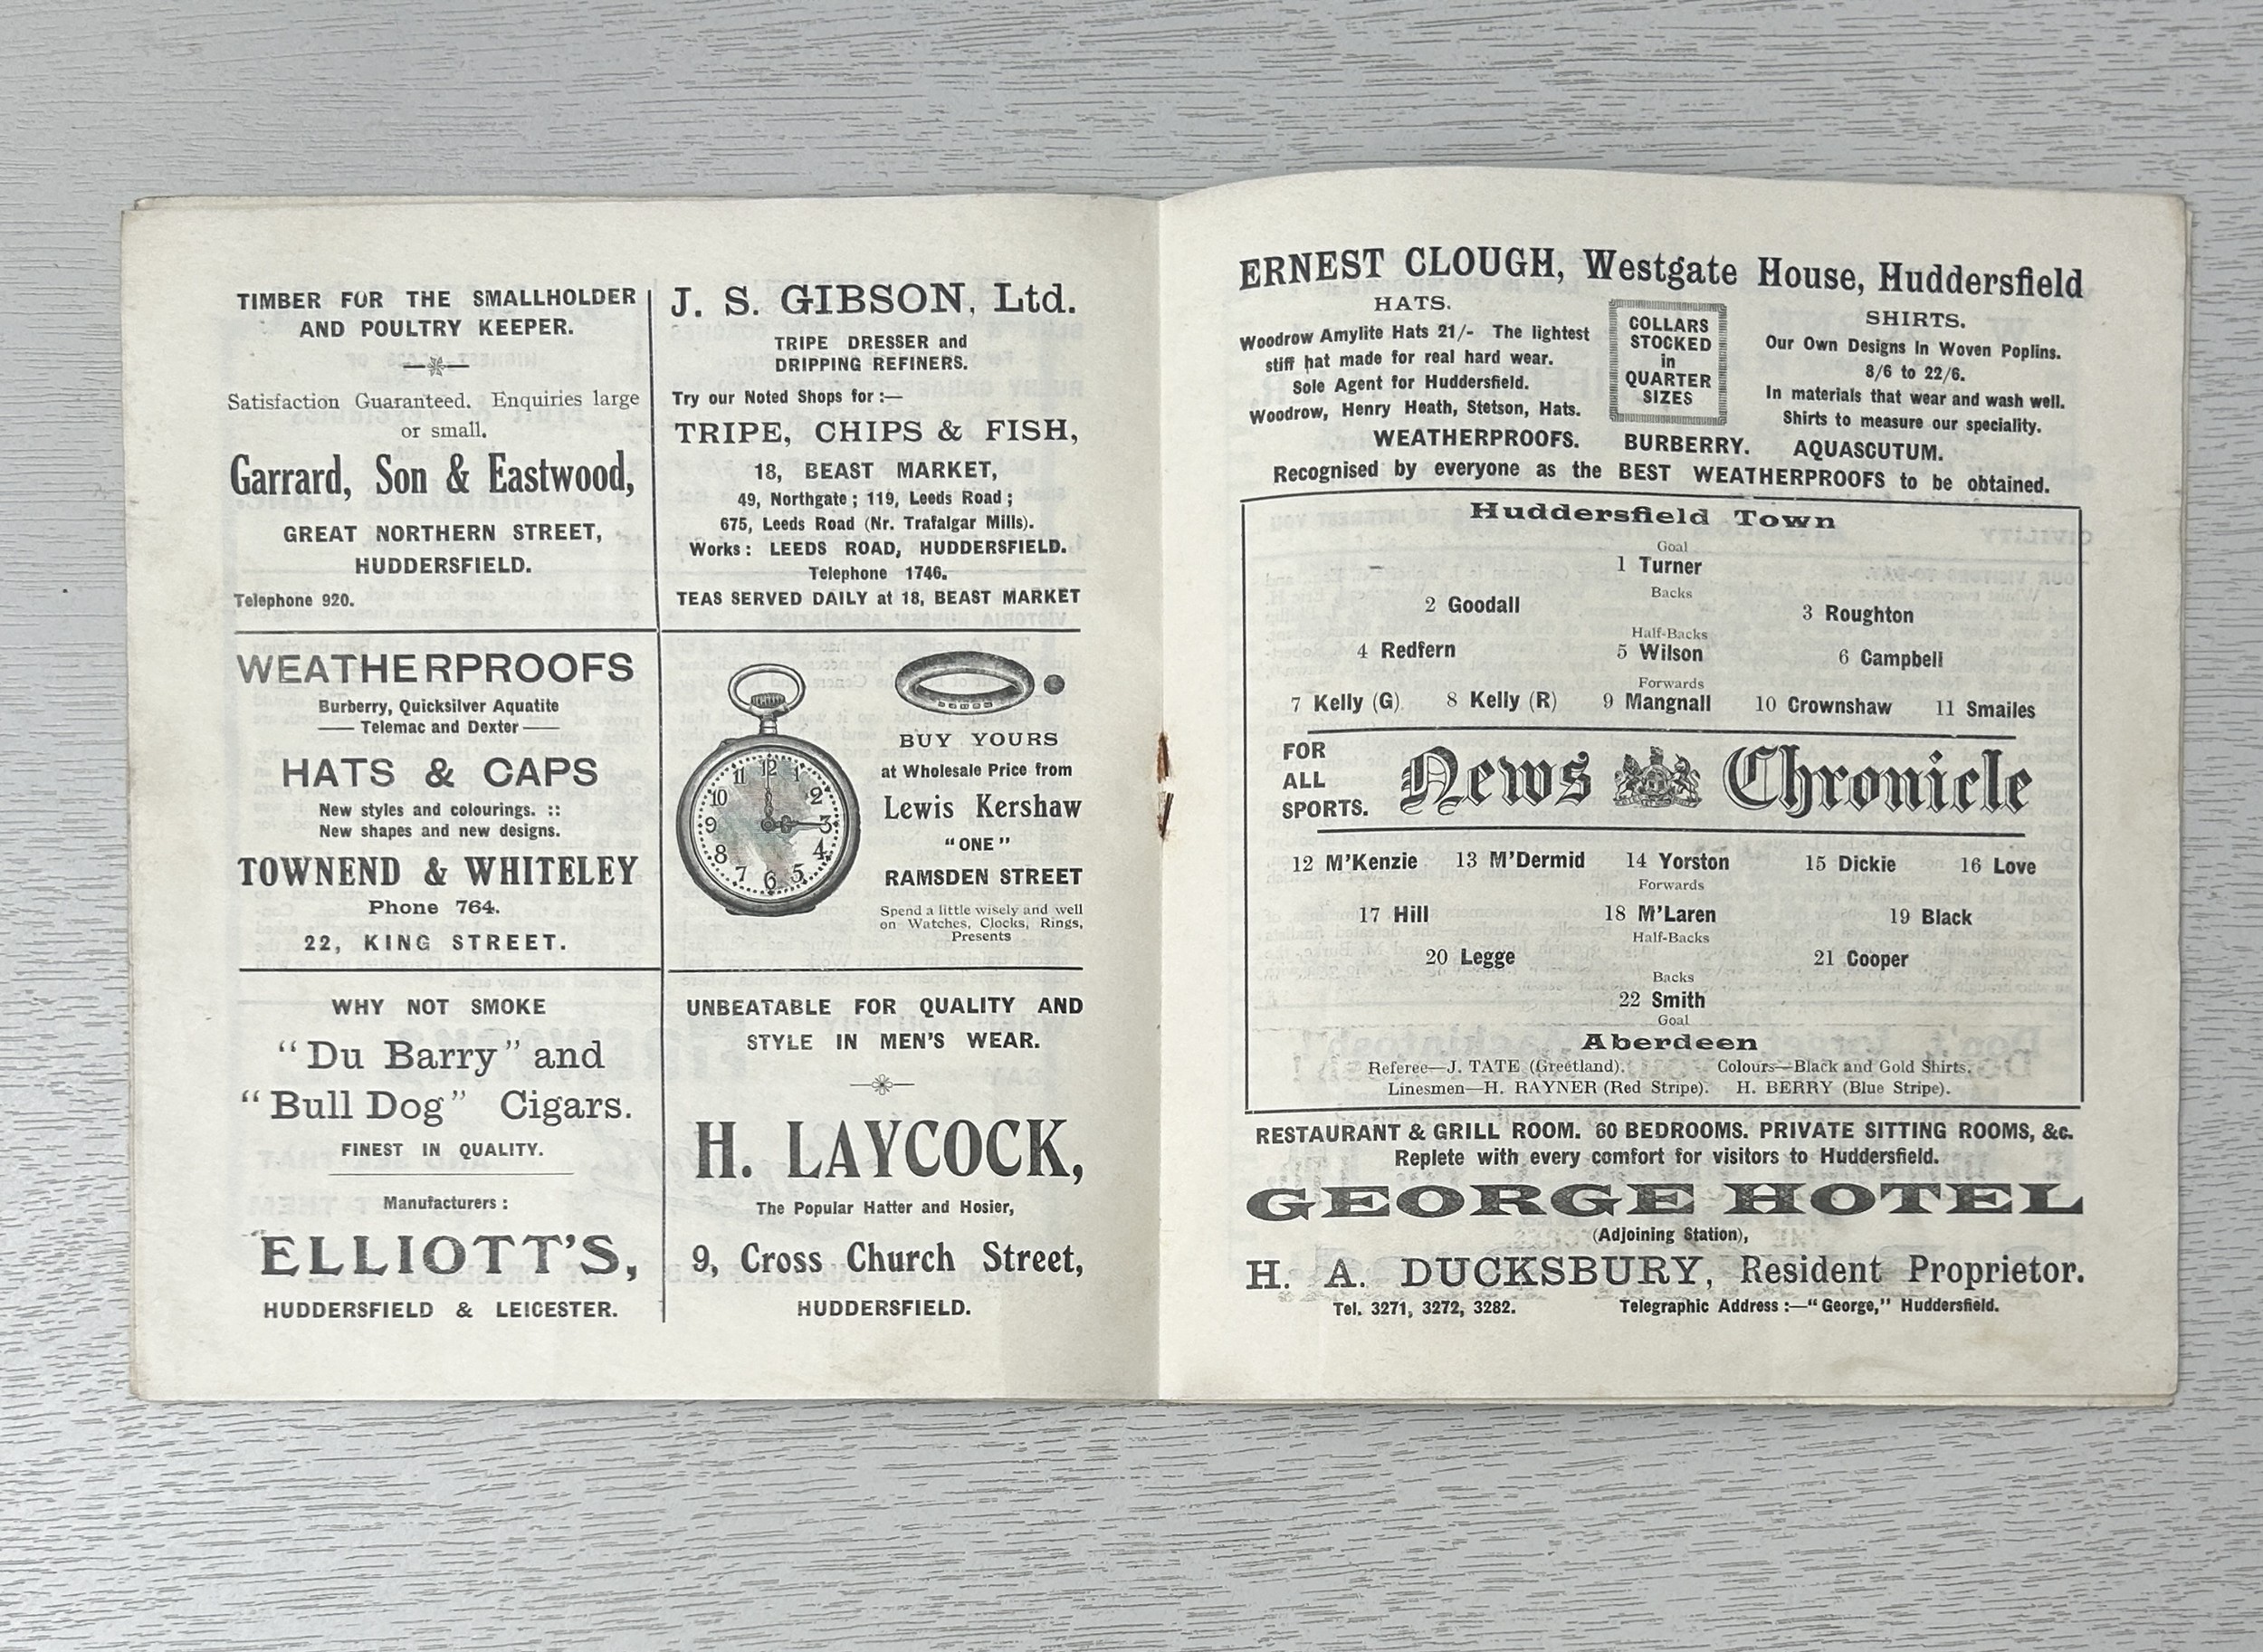 TIMBER FOR THE SMALLHOLDER
AND POULTRY KEEPER.
Satisfaction Guaranteed. Enquiries large
or small.
Garrard, Son & Eastwood,
GREAT NORTHERN STREET,
HUDDERSFIELD.
Telephone 920.
J. S. GIBSON, Ltd.
TRIPE DRESSER and
DRIPPING REFINERS.
Try our Noted Shops for :—
TRIPE, CHIPS & FISH,
18, BEAST MARKET,
49, Northgate ; 119, Leeds Road ;
675, Leeds Road (Nr. Trafalgar Mills).
Works : LEEDS ROAD, HUDDERSFIELD.
Telephone 1746.
TEAS SERVED DAILY at 18, BEAST MARKET
WEATHERPROOFS
Burberry, Quicksilver Aquatite
— Telemac and Dexter —
HATS & CAPS
New styles and colourings. ::
New shapes and new designs.
TOWNEND & WHITELEY
Phone 764.
22, KING STREET.
12 1 2 3 4 5 6 7 8 9 10 11
BUY YOURS
at Wholesale Price from
Lewis Kershaw
"ONE"
RAMSDEN STREET
Spend a little wisely and well
on Watches, Clocks, Rings,
Presents
WHY NOT SMOKE
"Du Barry" and
"Bull Dog" Cigars.
FINEST IN QUALITY.
Manufacturers :
ELLIOTT'S,
HUDDERSFIELD & LEICESTER.
UNBEATABLE FOR QUALITY AND
STYLE IN MEN'S WEAR.
H. LAYCOCK,
The Popular Hatter and Hosier,
9, Cross Church Street,
HUDDERSFIELD.
ERNEST CLOUGH, Westgate House, Huddersfield
HATS.
Woodrow Amylite Hats 21/- The lightest
stiff hat made for real hard wear.
Sole Agent for Huddersfield.
Woodrow, Henry Heath, Stetson, Hats.
COLLARS
STOCKED
in
QUARTER
SIZES
SHIRTS.
Our Own Designs In Woven Poplins.
8/6 to 22/6.
In materials that wear and wash well.
Shirts to measure our speciality.
WEATHERPROOFS. BURBERRY. AQUASCUTUM.
Recognised by everyone as the BEST WEATHERPROOFS to be obtained.
Huddersfield Town
Goal
1 Turner
Backs
2 Goodall 3 Roughton
Half-Backs
4 Redfern 5 Wilson 6 Campbell
Forwards
7 Kelly (G) 8 Kelly (R) 9 Mangnall 10 Crownshaw 11 Smailes
FOR
ALL
SPORTS.
News Chronicle
12 M'Kenzie 13 M'Dermid 14 Yorston 15 Dickie 16 Love
Forwards
17 Hill 18 M'Laren 19 Black
Half-Backs
20 Legge 21 Cooper
Backs
22 Smith
Goal
Aberdeen
Referee—J. TATE (Greetland). Colours—Black and Gold Shirts.
Linesmen—H. RAYNER (Red Stripe). H. BERRY (Blue Stripe).
RESTAURANT & GRILL ROOM. 60 BEDROOMS. PRIVATE SITTING ROOMS, &c.
Replete with every comfort for visitors to Huddersfield.
GEORGE HOTEL
(Adjoining Station),
H. A. DUCKSBURY, Resident Proprietor.
Tel. 3271, 3272, 3282. Telegraphic Address :—"George," Huddersfield.